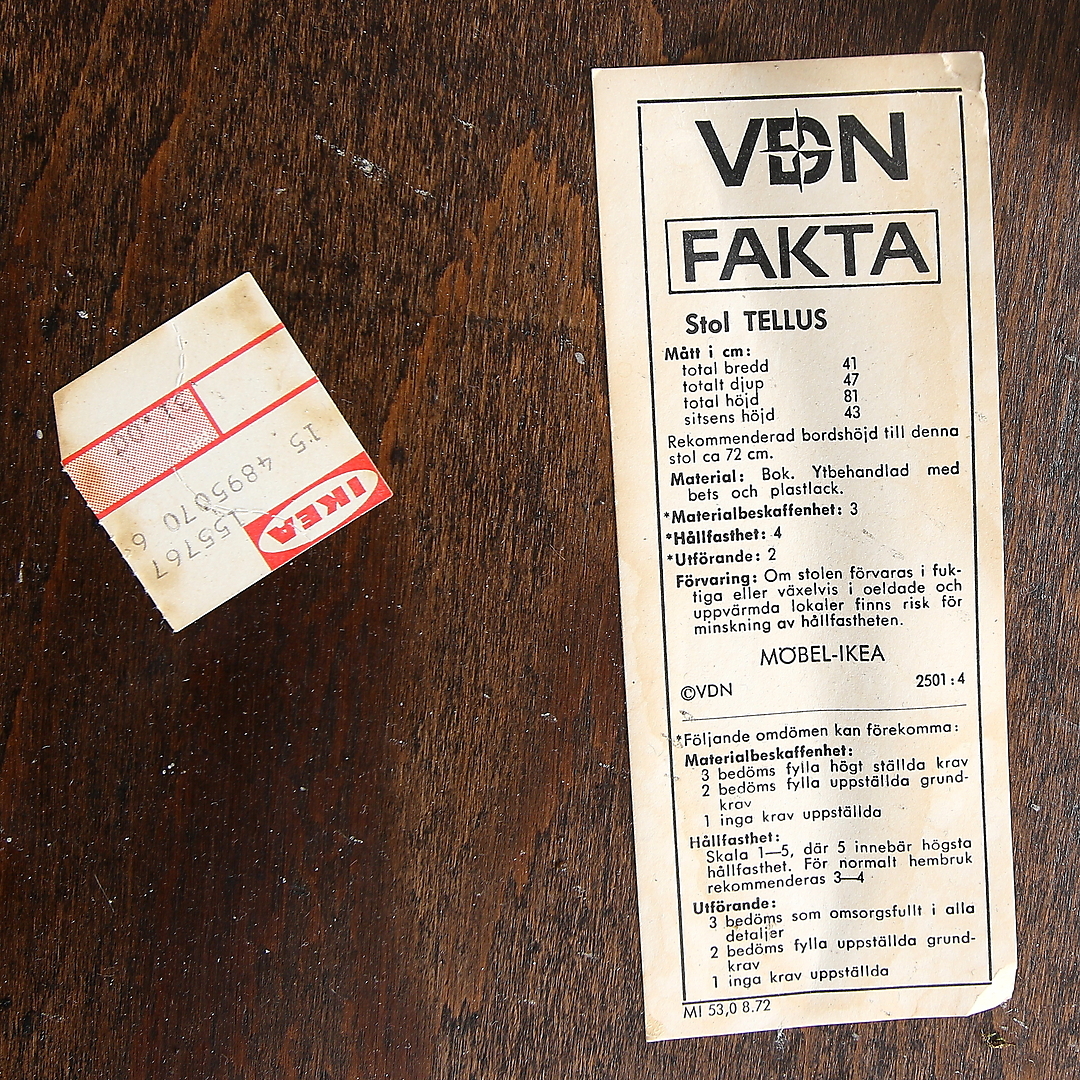 IKEA
15 4895070 6
155767
VDN
FAKTA
Stol TELLUS
Mått i cm:
total bredd 41
totalt djup 47
total höjd 81
sitsens höjd 43
Rekommenderad bordshöjd till denna
stol ca 72 cm.
Material: Bok. Ytbehandlad med
bets och plastlack.
*Materialbeskaffenhet: 3
*Hållfasthet: 4
*Utförande: 2
Förvaring: Om stolen förvaras i fuk-
tiga eller växelvis i oeldade och
uppvärmda lokaler finns risk för
minskning av hållfastheten.
MÖBEL-IKEA
©VDN 2501:4
*Följande omdömen kan förekomma:
Materialbeskaffenhet:
3 bedöms fylla högt ställda krav
2 bedöms fylla uppställda grund-
krav
1 inga krav uppställda
Hållfasthet:
Skala 1—5, där 5 innebär högsta
hållfasthet. För normalt hembruk
rekommenderas 3—4
Utförande:
3 bedöms som omsorgsfullt i alla
detaljer
2 bedöms fylla uppställda grund-
krav
1 inga krav uppställda
MI 53,0 8.72